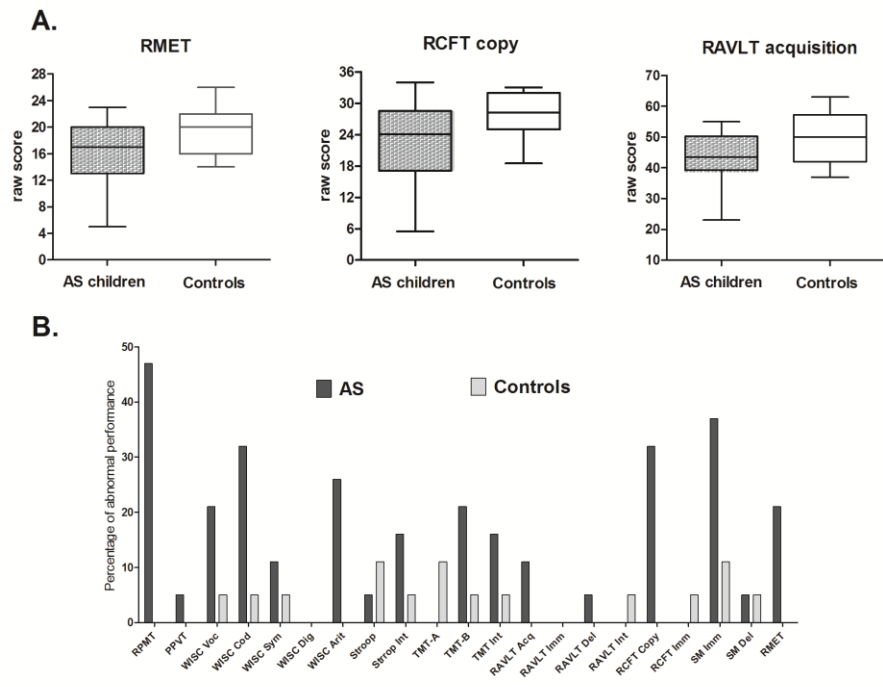 A.
RMET
RCFT copy
RAVLT acquisition
raw score
28
24
20
16
12
8
4
0
AS children
Controls
raw score
36
30
24
18
12
6
0
AS children
Controls
raw score
70
60
50
40
30
20
10
AS children
Controls
B.
Percentage of abnormal performance
50
40
30
20
10
0
AS
Controls
RPMT
PPVT
WISC Voc
WISC Cod
WISC Sym
WISC Dig
WISC Arit
Stroop
Strrop Int
TMT-A
TMT-B
TMT Int
RAVLT Acq
RAVLT Imm
RAVLT Del
RAVLT Int
RCFT Copy
RCFT Imm
SM Imm
SM Del
RMET